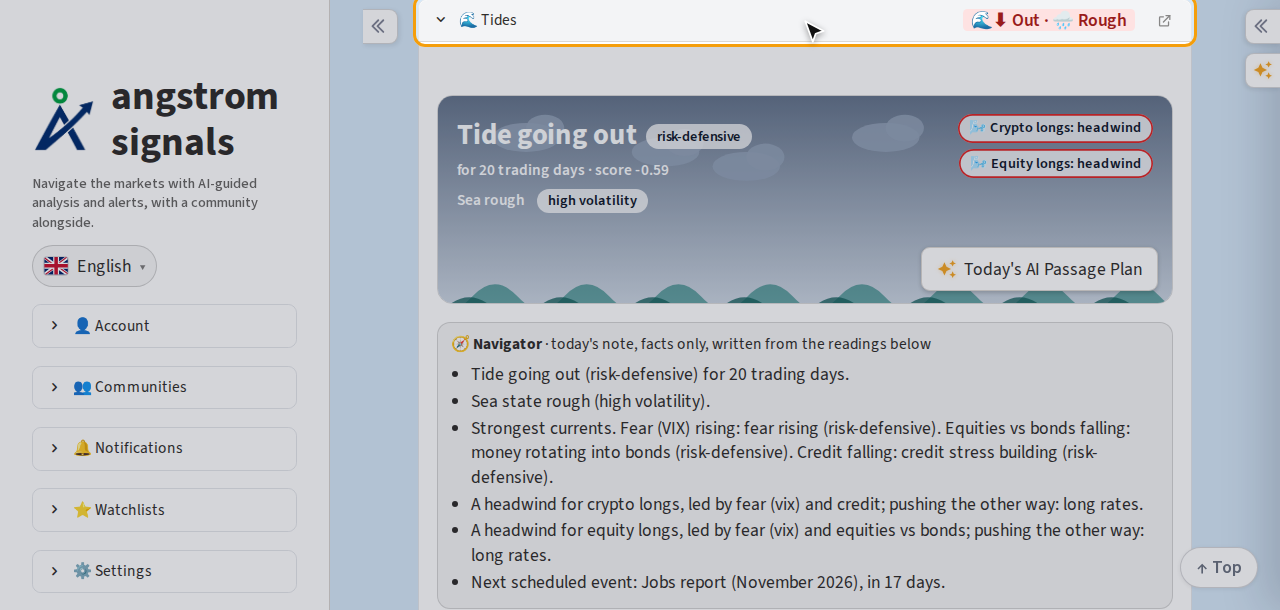 🌊 Tides
🌊⬇ Out · 🌧️ Rough
angstrom
signals
Navigate the markets with AI-guided
analysis and alerts, with a community
alongside.
English
👤 Account
👥 Communities
🔔 Notifications
⭐ Watchlists
⚙️ Settings
Tide going out risk-defensive
for 20 trading days · score -0.59
Sea rough high volatility
🌬️ Crypto longs: headwind
🌬️ Equity longs: headwind
Today's AI Passage Plan
🧭 Navigator · today's note, facts only, written from the readings below
• Tide going out (risk-defensive) for 20 trading days.
• Sea state rough (high volatility).
• Strongest currents. Fear (VIX) rising: fear rising (risk-defensive). Equities vs bonds falling:
money rotating into bonds (risk-defensive). Credit falling: credit stress building (risk-
defensive).
• A headwind for crypto longs, led by fear (vix) and credit; pushing the other way: long rates.
• A headwind for equity longs, led by fear (vix) and equities vs bonds; pushing the other way:
long rates.
• Next scheduled event: Jobs report (November 2026), in 17 days.
↑ Top